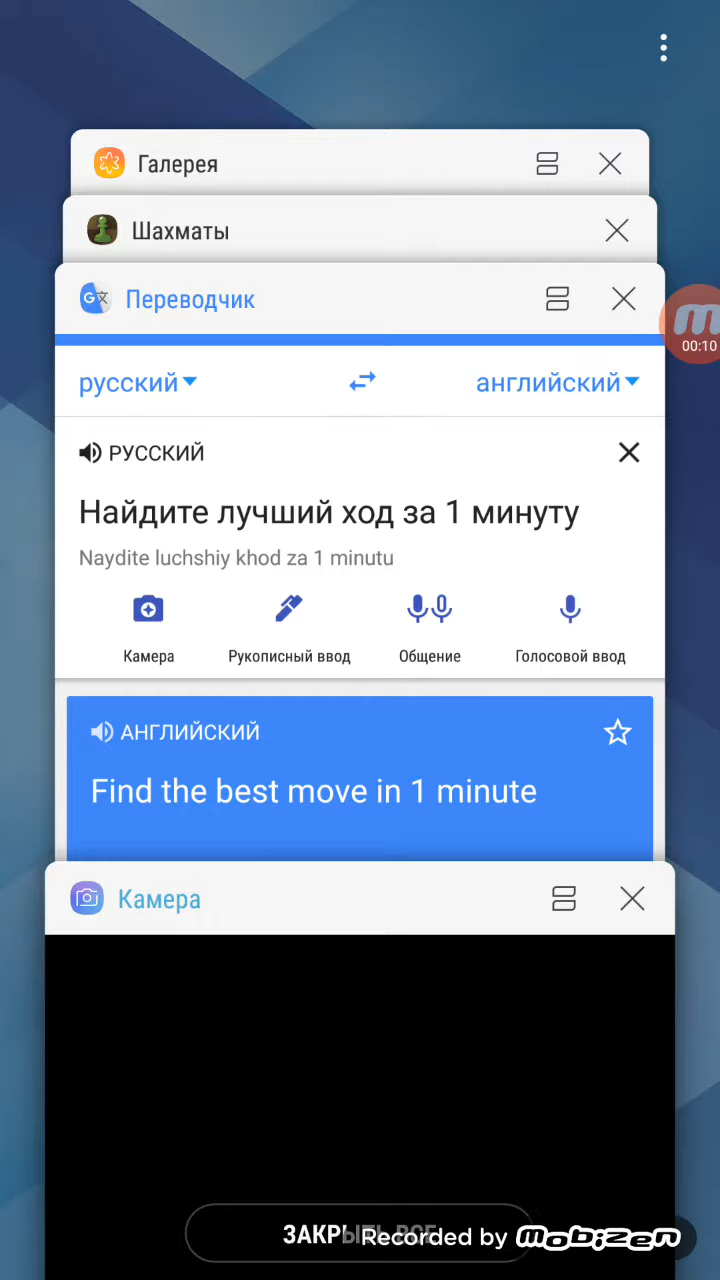 Галерея
Шахматы
Переводчик
00:10
русский
английский
РУССКИЙ
Найдите лучший ход за 1 минуту
Naydite luchshiy khod za 1 minutu
Камера
Рукописный ввод
Общение
Голосовой ввод
АНГЛИЙСКИЙ
Find the best move in 1 minute
Камера
ЗАКРЫТЬ ВСЕ
Recorded by mobizen